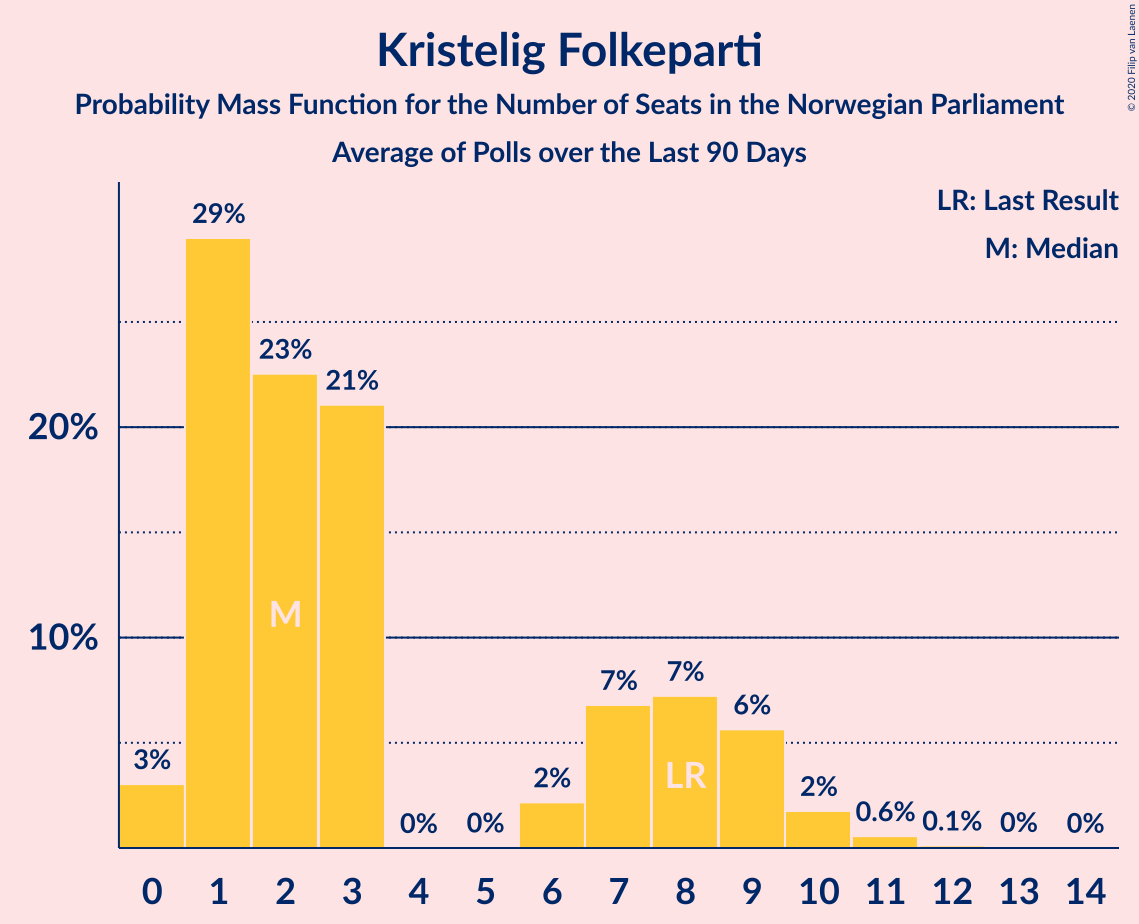 Kristelig Folkeparti
Probability Mass Function for the Number of Seats in the Norwegian Parliament
Average of Polls over the Last 90 Days
© 2020 Filip van Laenen
LR: Last Result
M: Median
29%
23%
21%
20%
10%
M
7%
7%
6%
LR
3%
2%
2%
0%
0%
0.6%
0.1%
0%
0%
0 1 2 3 4 5 6 7 8 9 10 11 12 13 14